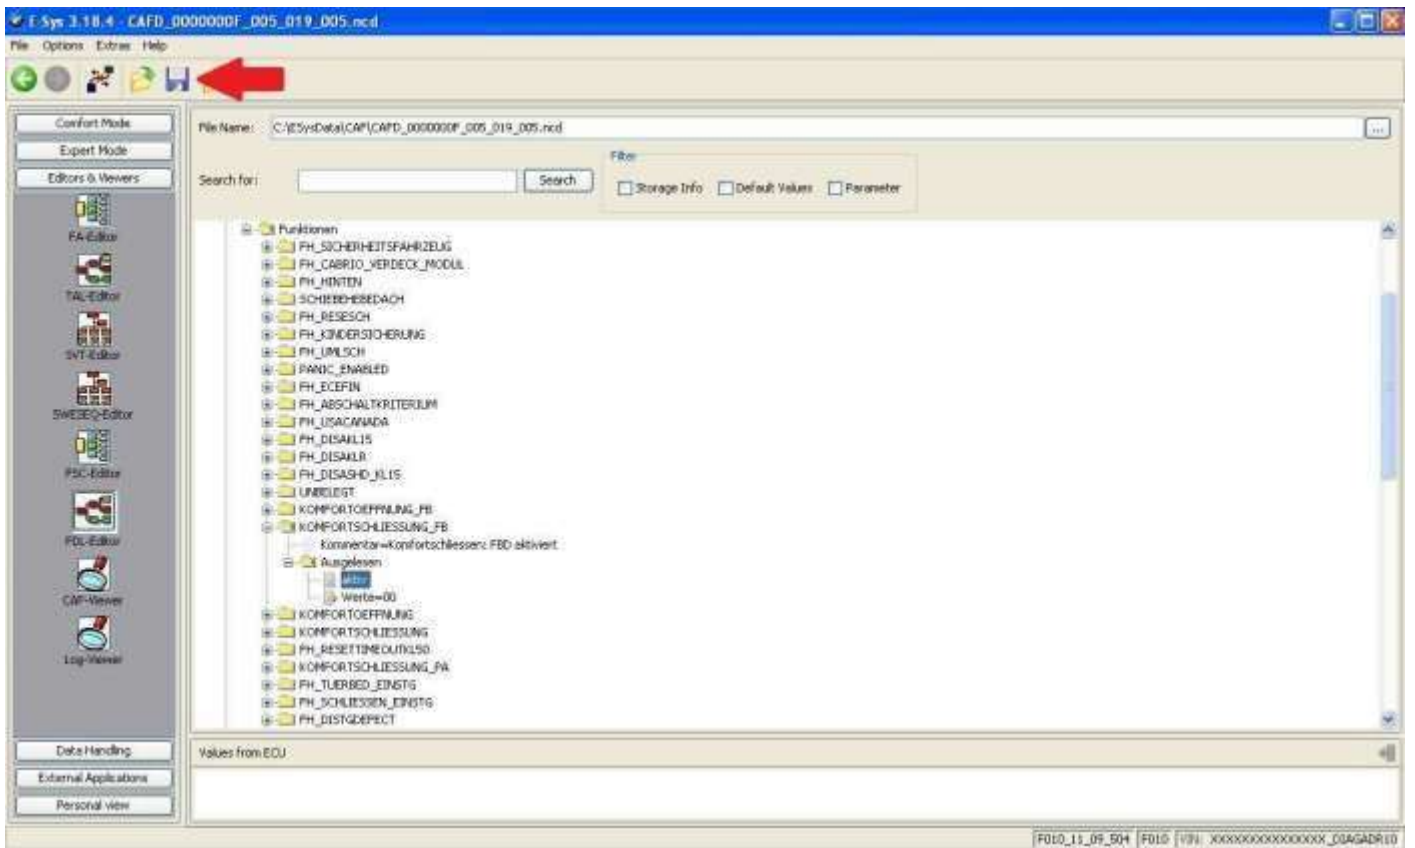 E-Sys 3.18.4 - CAFD_0000000F_005_019_005.ncd
File Options Extras Help
Comfort Mode
Expert Mode
Editors & Viewers
FA-Editor
TAL-Editor
SVT-Editor
SWESEQ-Editor
FSC-Editor
FDL-Editor
CAF-Viewer
Log-Viewer
Data Handling
External Applications
Personal view
File Name: C:\ESysData\CAF\CAFD_0000000F_005_019_005.ncd ...
Search for: Search
Filter
Storage Info Default Values Parameter
Funktionen
FH_SICHERHEITSFAHRZEUG
FH_CABRIO_VERDECK_MODUL
FH_HINTEN
SCHIEBEHEBEDACH
FH_RESESCH
FH_KINDERSICHERUNG
FH_UMLSCH
PANIC_ENABLED
FH_ECEFIN
FH_ABSCHALTKRITERIUM
FH_USACANADA
FH_DISAKL15
FH_DISAKLR
FH_DISASHD_KL15
UNBELEGT
KOMFORTOEFFNUNG_FB
KOMFORTSCHLIESSUNG_FB
Kommentar=Komfortschliessen: FBD aktiviert
Ausgelesen
aktiv
Werte=00
KOMFORTOEFFNUNG
KOMFORTSCHLIESSUNG
FH_RESETTIMEOUTKL50
KOMFORTSCHLIESSUNG_PA
FH_TUERBED_EINSTG
FH_SCHLIESSEN_EINSTG
FH_DISTGDEFECT
Values from ECU
F010_11_09_504 F010 VIN: XXXXXXXXXXXXXXX_DIAGADR10